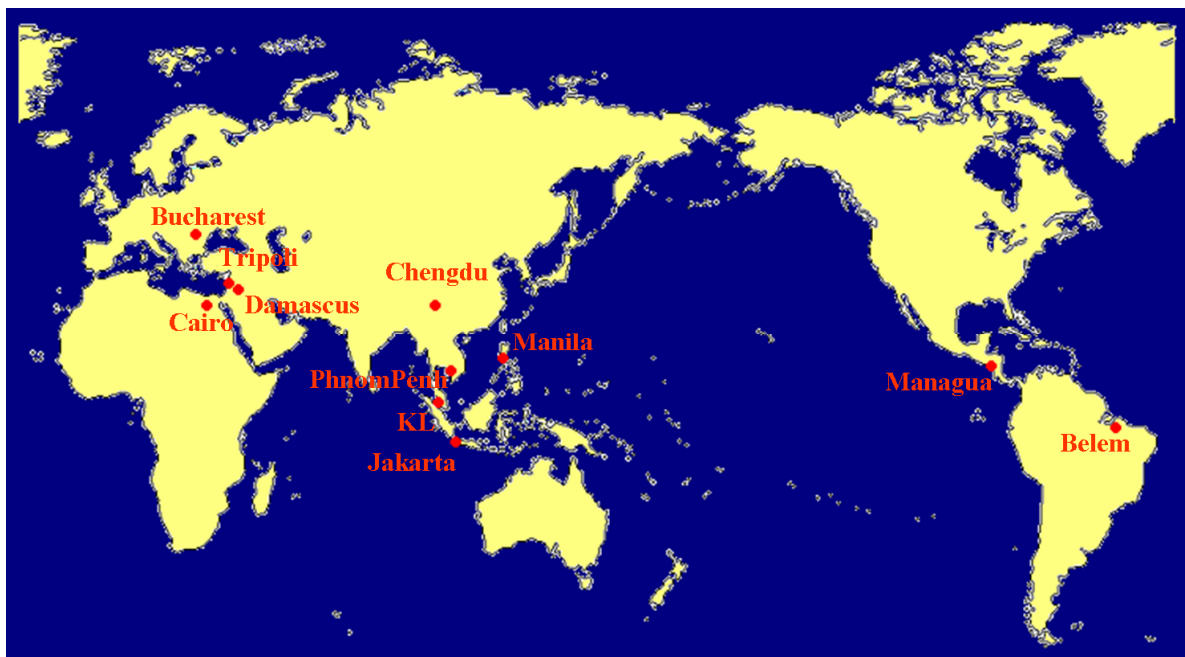 Bucharest
Tripoli
Chengdu
Damascus
Cairo
Manila
PhnomPenh
Managua
KL
Belem
Jakarta